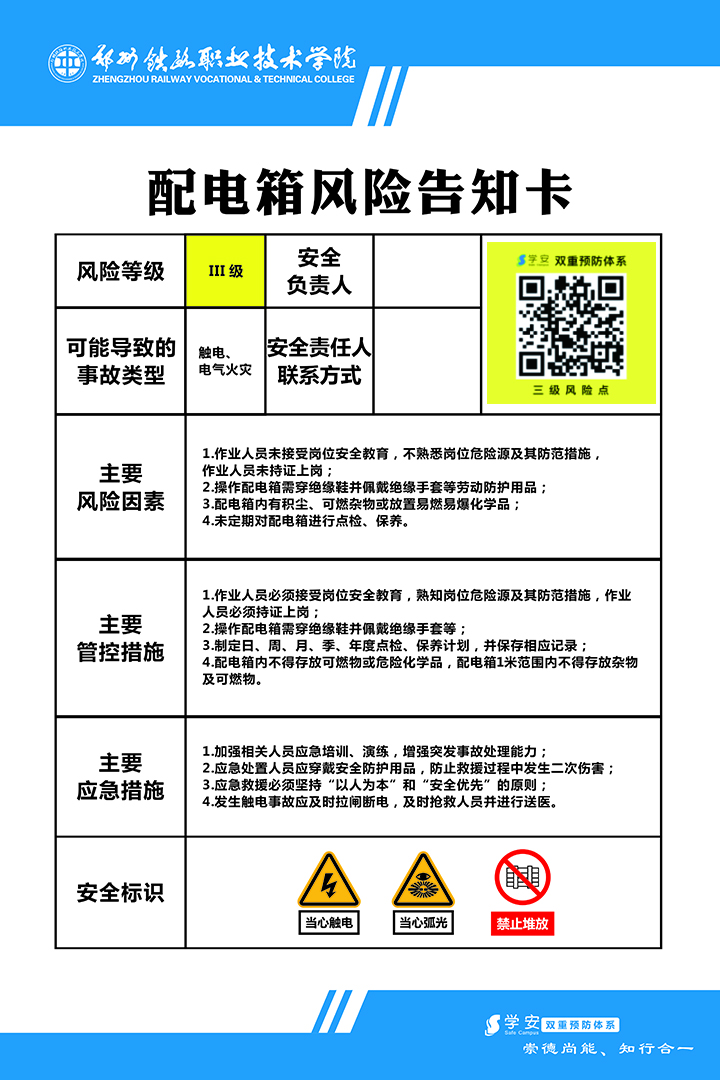 郑州铁路职业技术学院
ZHENGZHOU RAILWAY VOCATIONAL & TECHNICAL COLLEGE
配电箱风险告知卡
风险等级
III 级
安全
负责人
学安 双重预防体系
三级风险点
可能导致的
事故类型
触电、
电气火灾
安全责任人
联系方式
主要
风险因素
1.作业人员未接受岗位安全教育，不熟悉岗位危险源及其防范措施，
作业人员未持证上岗；
2.操作配电箱需穿绝缘鞋并佩戴绝缘手套等劳动防护用品；
3.配电箱内有积尘、可燃杂物或放置易燃易爆化学品；
4.未定期对配电箱进行点检、保养。
主要
管控措施
1.作业人员必须接受岗位安全教育，熟知岗位危险源及其防范措施，作业
人员必须持证上岗；
2.操作配电箱需穿绝缘鞋并佩戴绝缘手套等；
3.制定日、周、月、季、年度点检、保养计划，并保存相应记录；
4.配电箱内不得存放可燃物或危险化学品，配电箱1米范围内不得存放杂物
及可燃物。
主要
应急措施
1.加强相关人员应急培训、演练，增强突发事故处理能力；
2.应急处置人员应穿戴安全防护用品，防止救援过程中发生二次伤害；
3.应急救援必须坚持“以人为本”和“安全优先”的原则；
4.发生触电事故应及时拉闸断电，及时抢救人员并进行送医。
安全标识
当心触电
当心弧光
禁止堆放
学安 双重预防体系
Safe Campus
崇德尚能、知行合一